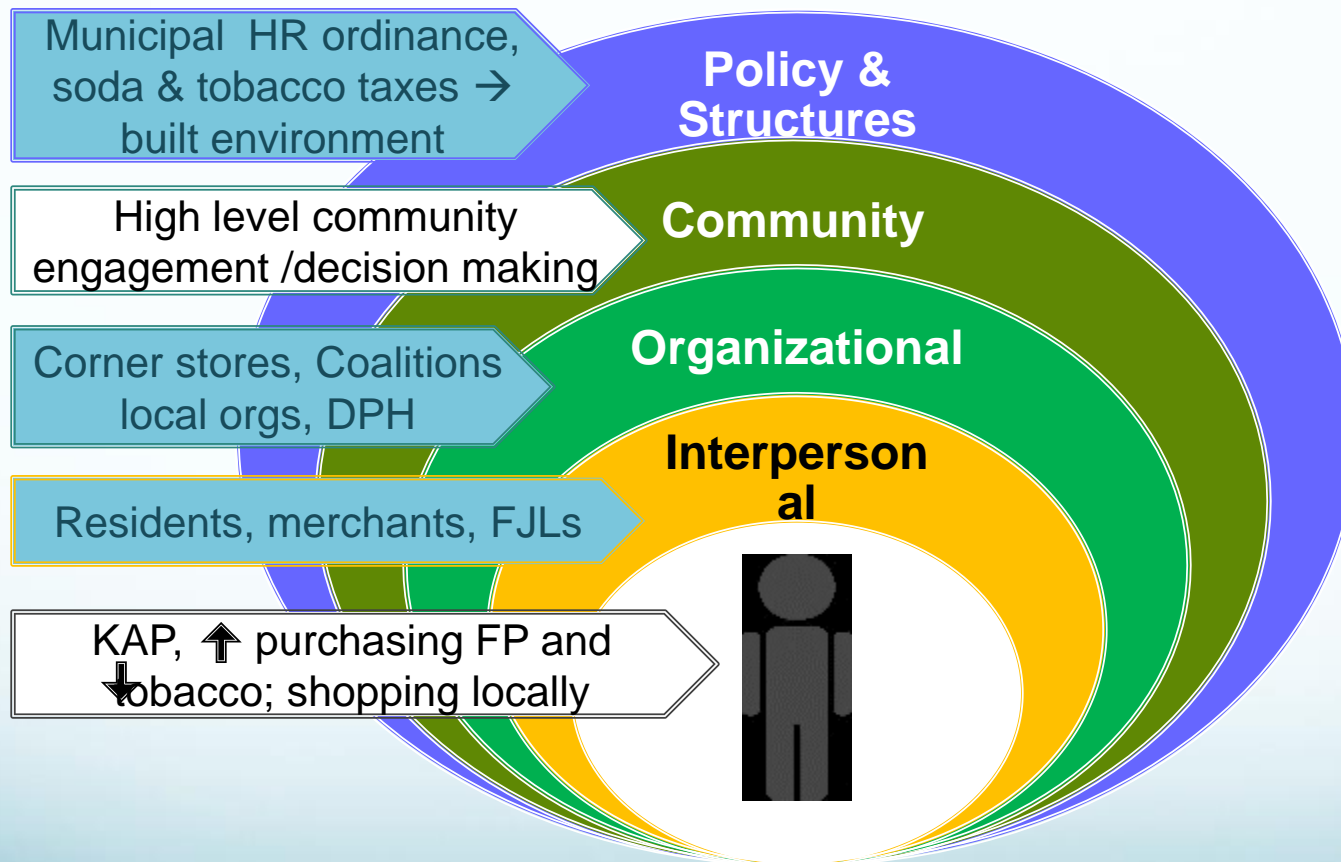 Municipal HR ordinance,
soda & tobacco taxes →
built environment
Policy &
Structures
High level community
engagement /decision making
Community
Corner stores, Coalitions
local orgs, DPH
Organizational
Residents, merchants, FJLs
Interperson
al
KAP, ↑ purchasing FP and
↓tobacco; shopping locally